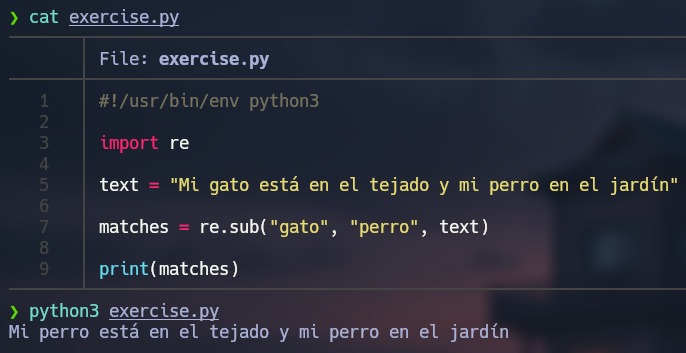 ❯ cat exercise.py
File: exercise.py
1 #!/usr/bin/env python3
2
3 import re
4
5 text = "Mi gato está en el tejado y mi perro en el jardín"
6
7 matches = re.sub("gato", "perro", text)
8
9 print(matches)
❯ python3 exercise.py
Mi perro está en el tejado y mi perro en el jardín